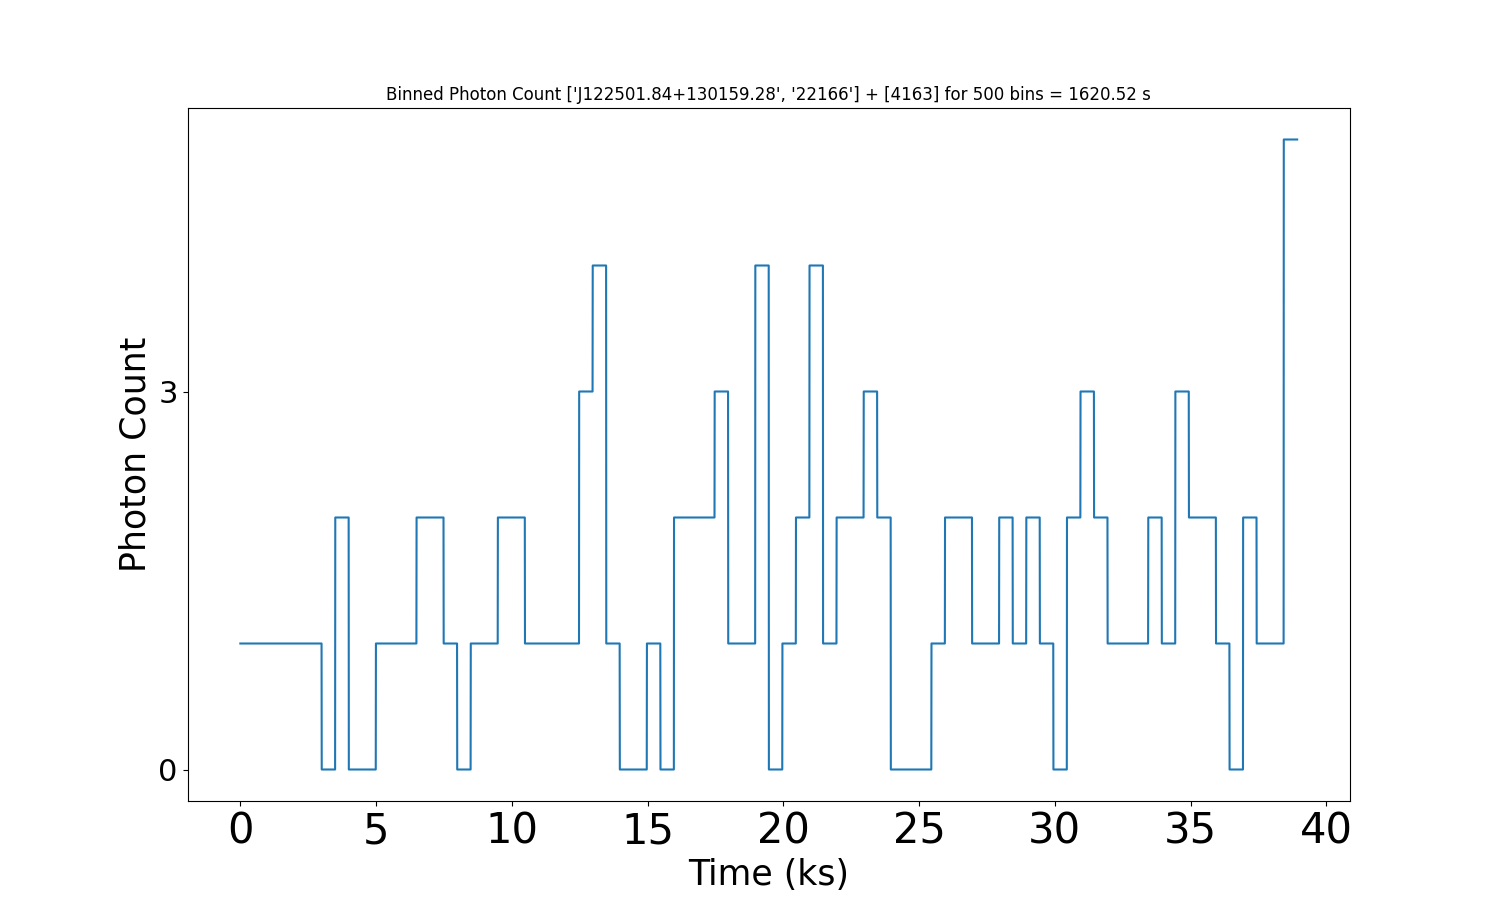 Binned Photon Count ['J122501.84+130159.28', '22166'] + [4163] for 500 bins = 1620.52 s
Photon Count
3
0
0 5 10 15 20 25 30 35 40
Time (ks)